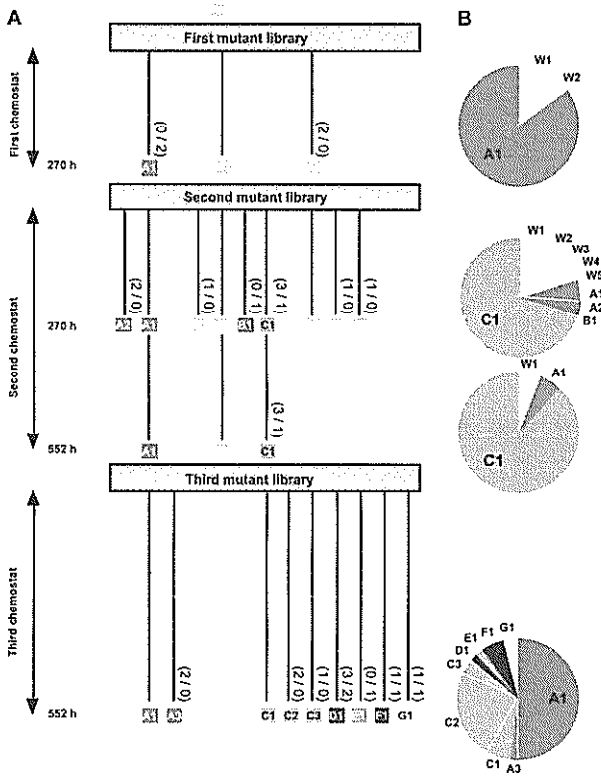 A
B
First mutant library
First chemostat
(0 / 2)
(2 / 0)
270 h
A1
W1
W2
A1
Second mutant library
Second chemostat
(2 / 0)
(1 / 0)
(0 / 1)
(3 / 1)
(1 / 0)
(1 / 0)
270 h
A1
B1
C1
W1
W2
W3
W4
W5
A1
A2
B1
C1
(3 / 1)
552 h
A1
C1
W1
A1
C1
Third mutant library
Third chemostat
(2 / 0)
(2 / 0)
(1 / 0)
(3 / 2)
(0 / 1)
(1 / 1)
(1 / 1)
552 h
A1
C1
C2
C3
D1
G1
E1
F1
G1
D1
C3
C2
C1
A3
A1